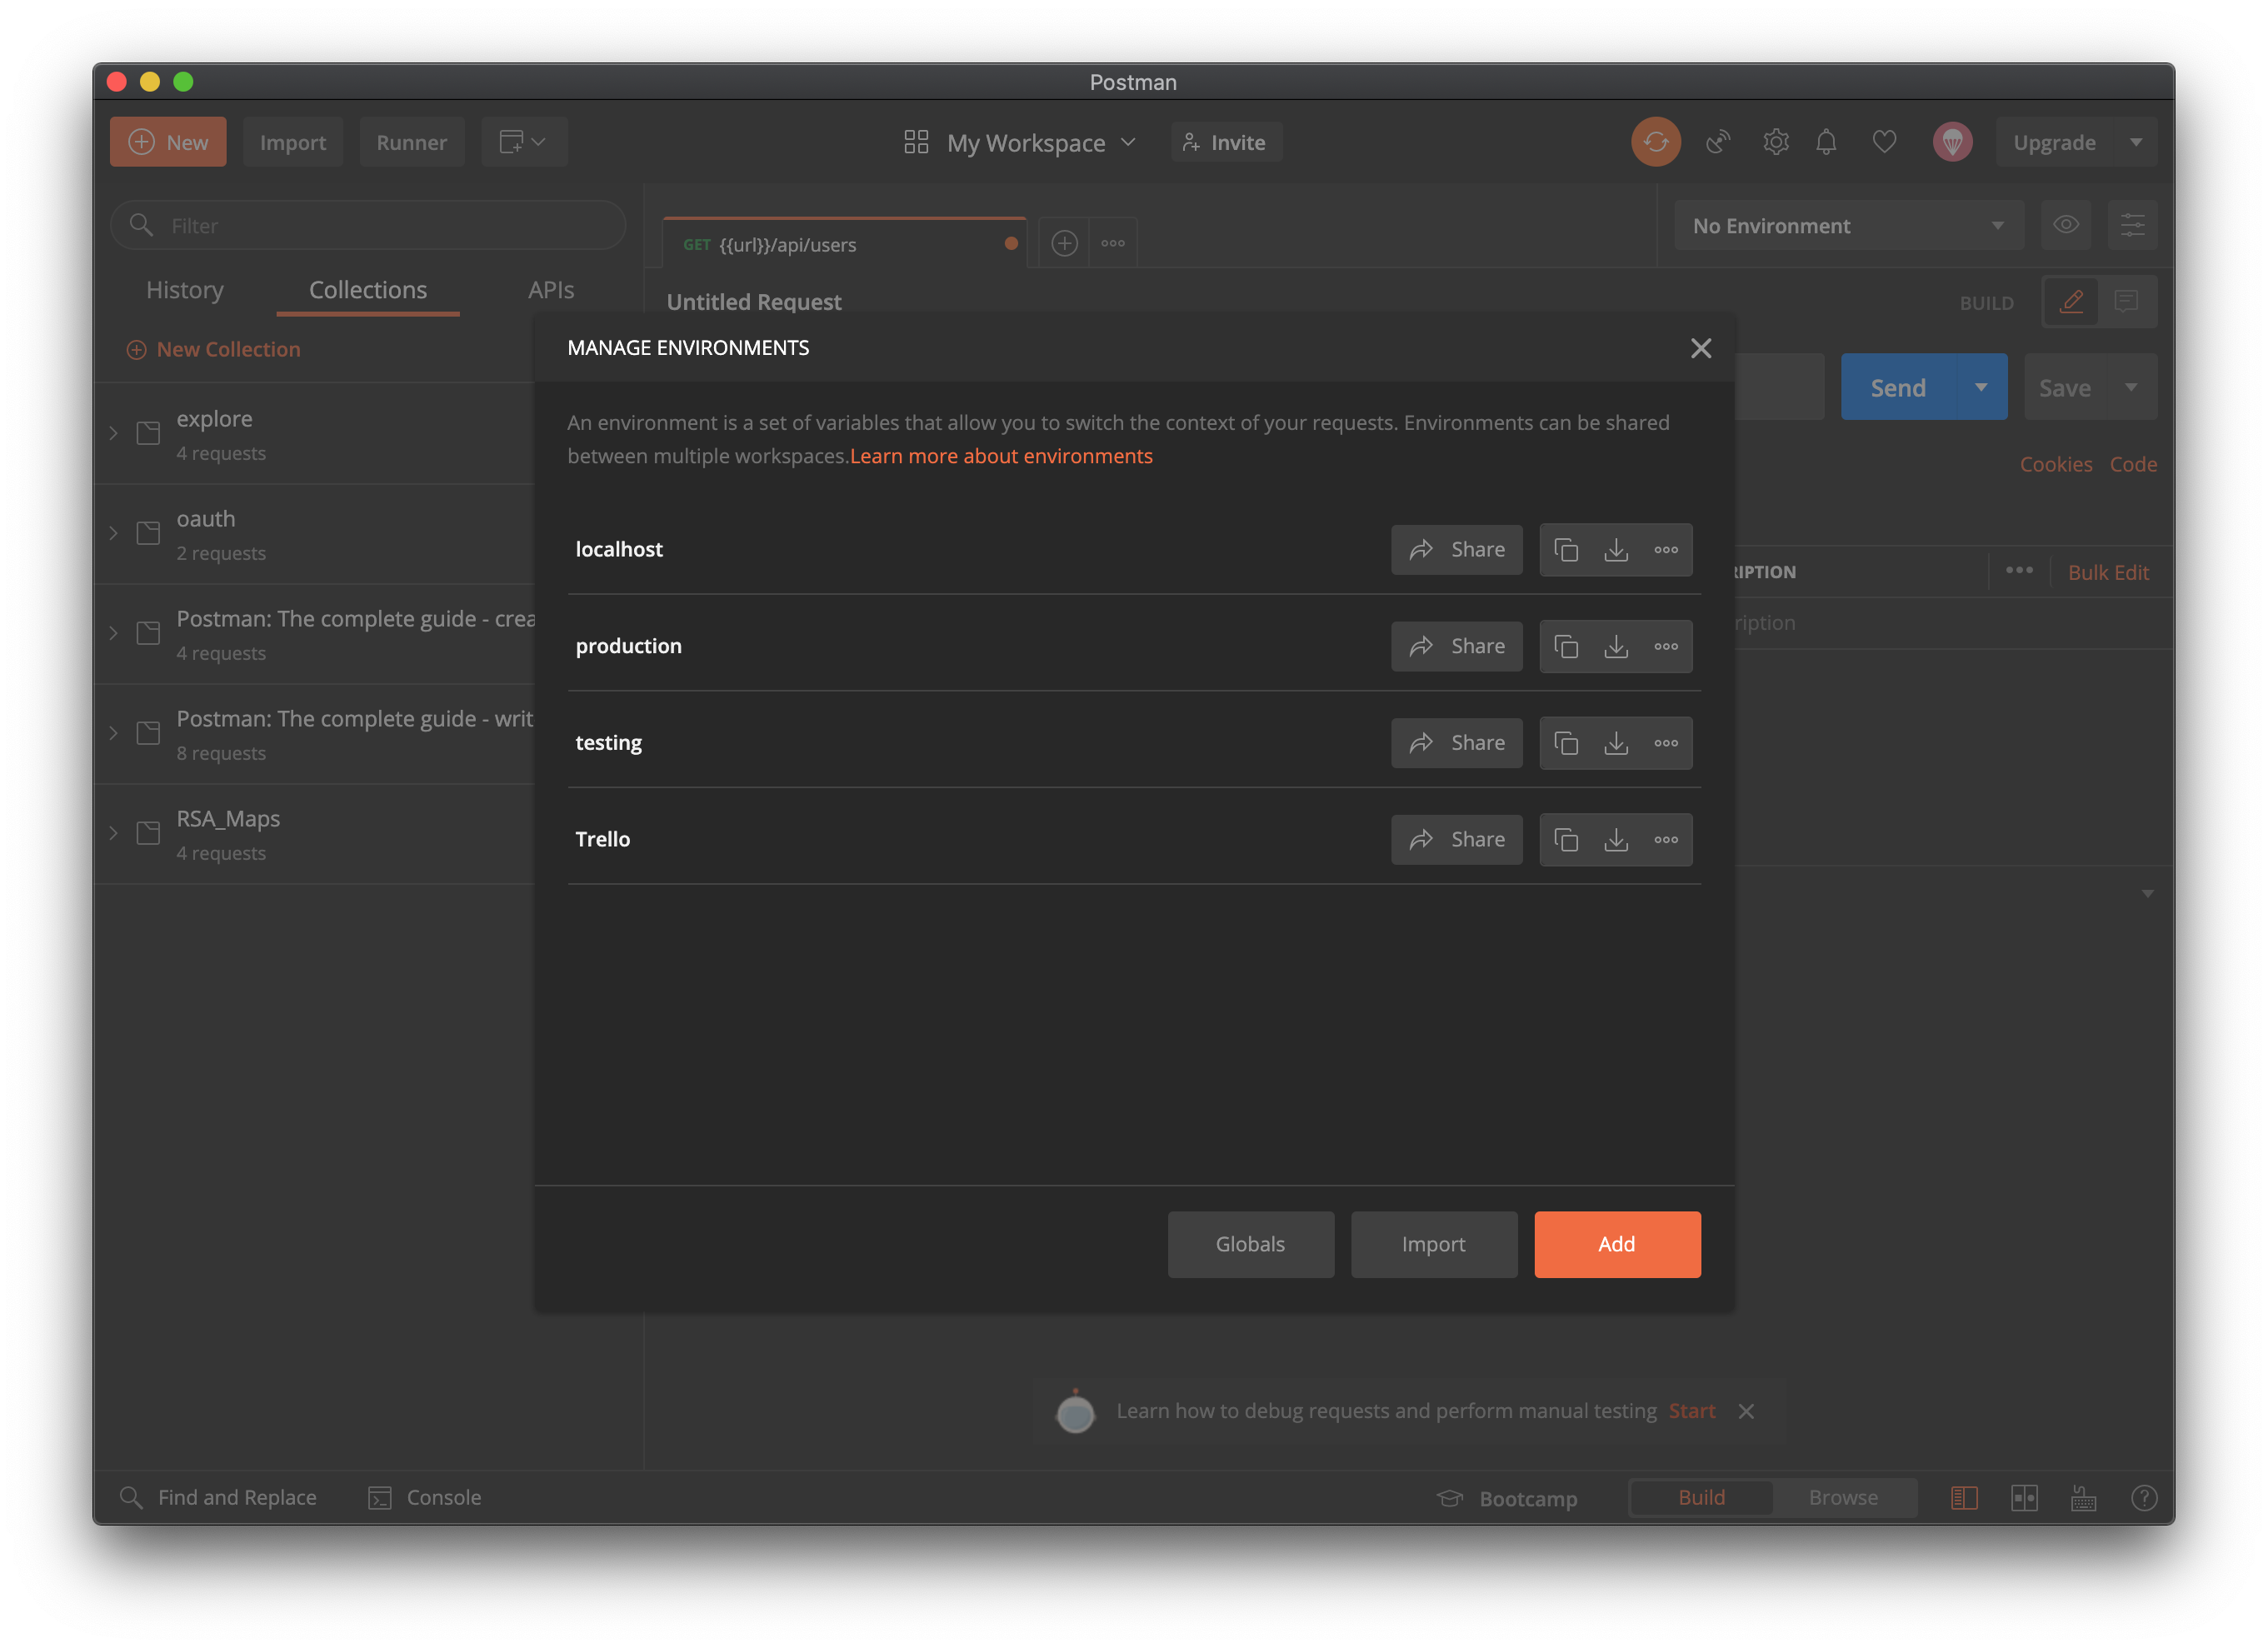 Postman
New
Import
Runner
My Workspace
Invite
Upgrade
Filter
GET {{url}}/api/users
No Environment
History
Collections
APIs
Untitled Request
BUILD
New Collection
MANAGE ENVIRONMENTS
Send
Save
An environment is a set of variables that allow you to switch the context of your requests. Environments can be shared
between multiple workspaces.Learn more about environments
Cookies
Code
explore
4 requests
oauth
2 requests
Postman: The complete guide - crea
4 requests
Postman: The complete guide - writ
8 requests
RSA_Maps
4 requests
localhost
Share
production
Share
testing
Share
Trello
Share
RIPTION
Bulk Edit
ription
Globals
Import
Add
Learn how to debug requests and perform manual testing Start
Find and Replace
Console
Bootcamp
Build
Browse